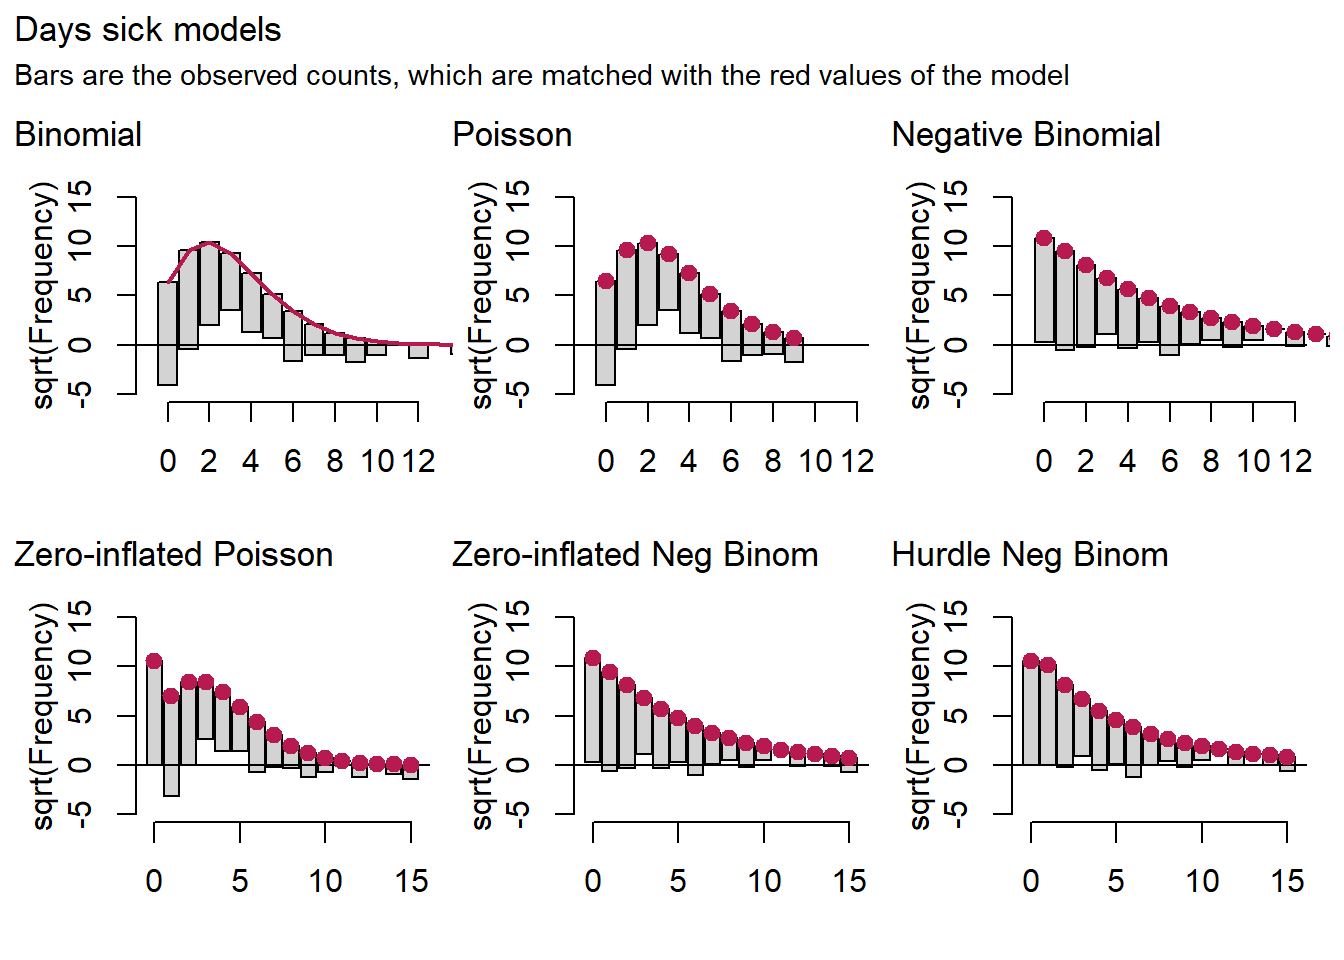 Days sick models
Bars are the observed counts, which are matched with the red values of the model
Binomial
sqrt(Frequency)
15
10
5
0
-5
0 2 4 6 8 10 12
Poisson
sqrt(Frequency)
15
10
5
0
-5
0 2 4 6 8 10 12
Negative Binomial
sqrt(Frequency)
15
10
5
0
-5
0 2 4 6 8 10 12
Zero-inflated Poisson
sqrt(Frequency)
15
10
5
0
-5
0 5 10 15
Zero-inflated Neg Binom
sqrt(Frequency)
15
10
5
0
-5
0 5 10 15
Hurdle Neg Binom
sqrt(Frequency)
15
10
5
0
-5
0 5 10 15